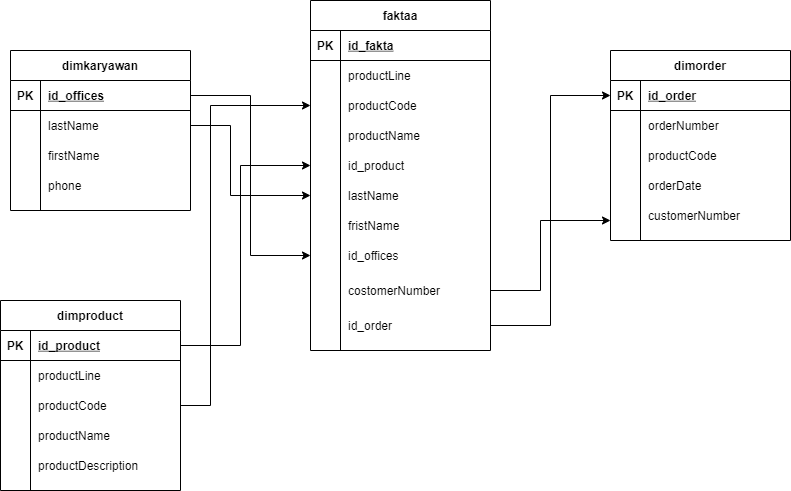 faktaa
PK id_fakta
productLine
productCode
productName
id_product
lastName
fristName
id_offices
costomerNumber
id_order
dimkaryawan
PK id_offices
lastName
firstName
phone
dimorder
PK id_order
orderNumber
productCode
orderDate
customerNumber
dimproduct
PK id_product
productLine
productCode
productName
productDescription